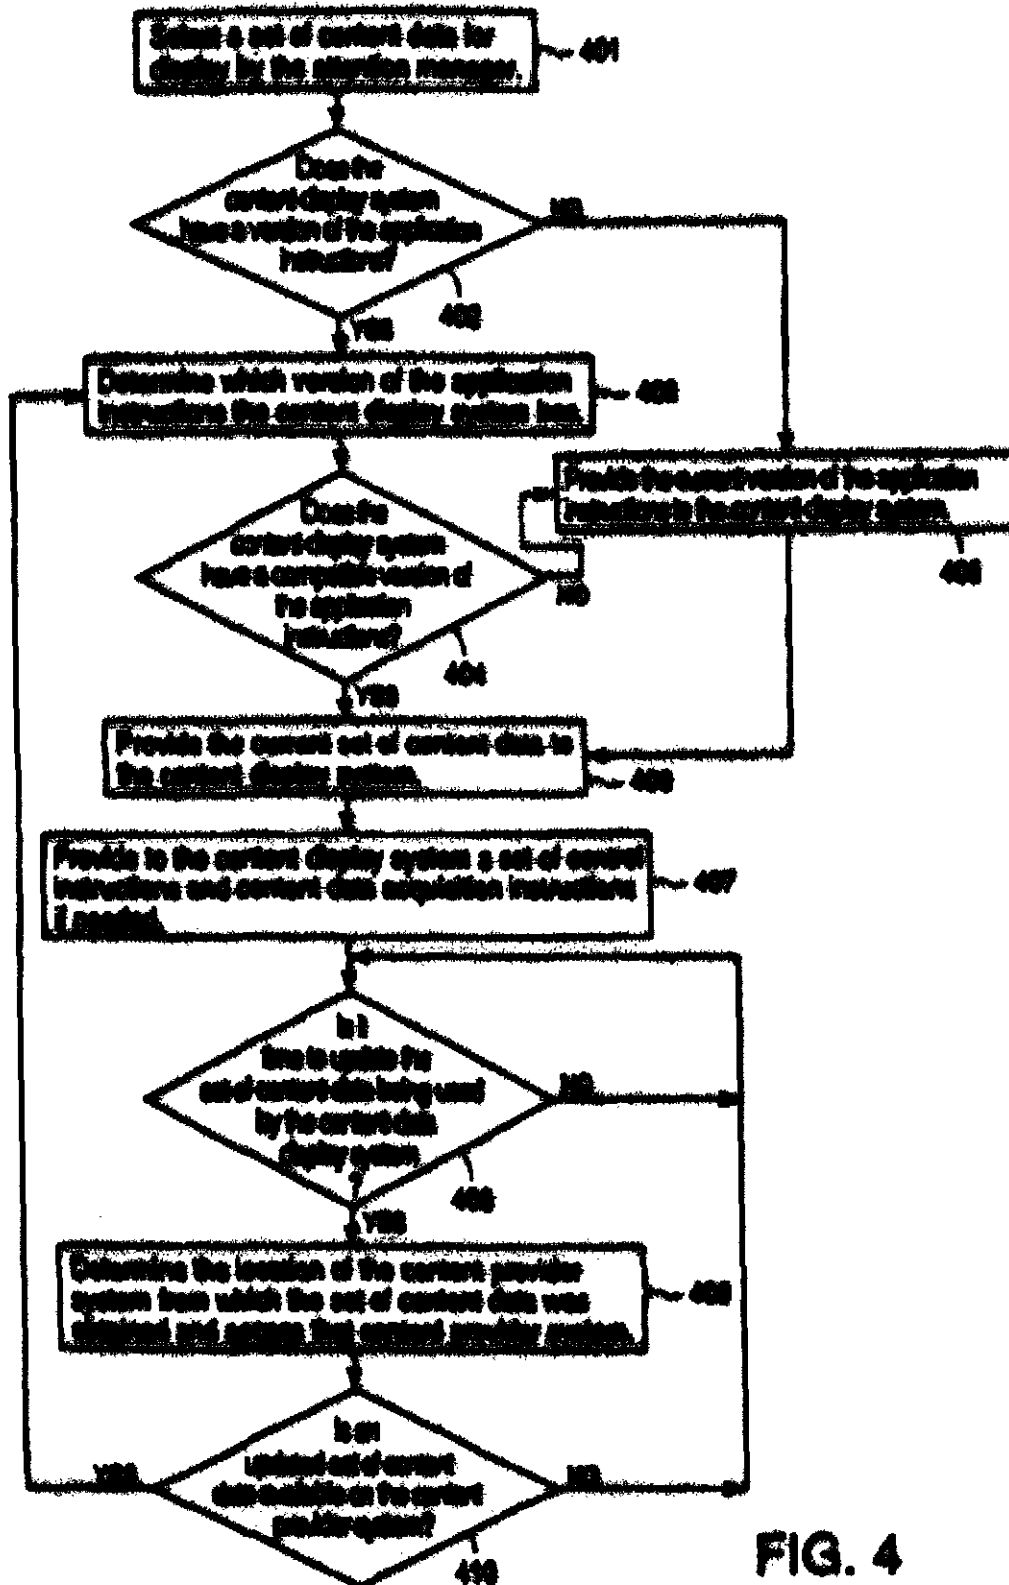 Select a set of content data for
display by the attention manager.
401
Does the
content display system
have a version of the application
instructions?
NO
402
YES
Determine which version of the application
instructions the content display system has.
403
Provide the current version of the application
instructions to the content display system.
405
Does the
content display system
have a compatible version of
the application
instructions?
NO
404
YES
Provide the current set of content data to
the content display system.
406
Provide to the content display system a set of control
instructions and content data acquisition instructions
if needed.
407
Is it
time to update the
set of content data being used
by the content data
display system
?
NO
408
YES
Determine the location of the content provider
system from which the set of content data was
obtained and access that content provider system.
409
Is an
updated set of content
data available on the content
provider system?
YES
NO
410
FIG. 4